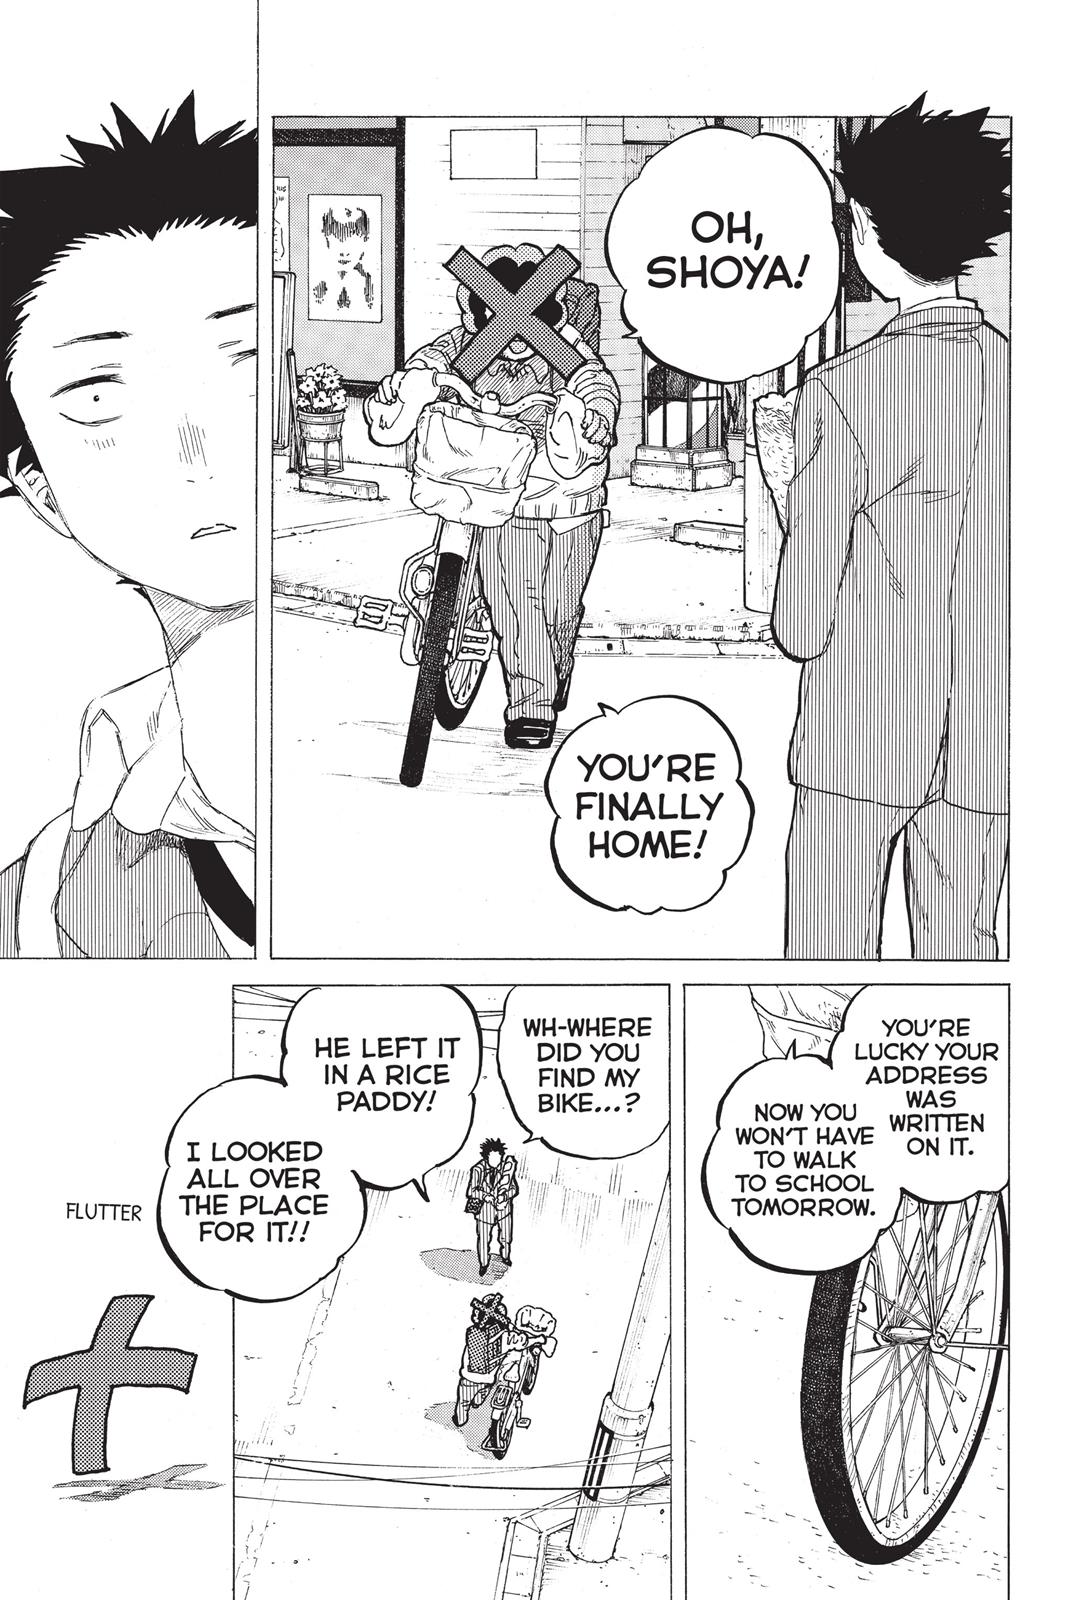 OH,
SHOYA!
YOU'RE
FINALLY
HOME!
YOU'RE
LUCKY YOUR
ADDRESS
WAS
WRITTEN
ON IT.
NOW YOU
WON'T HAVE
TO WALK
TO SCHOOL
TOMORROW.
WH-WHERE
DID YOU
FIND MY
BIKE...?
HE LEFT IT
IN A RICE
PADDY!
I LOOKED
ALL OVER
THE PLACE
FOR IT!!
FLUTTER